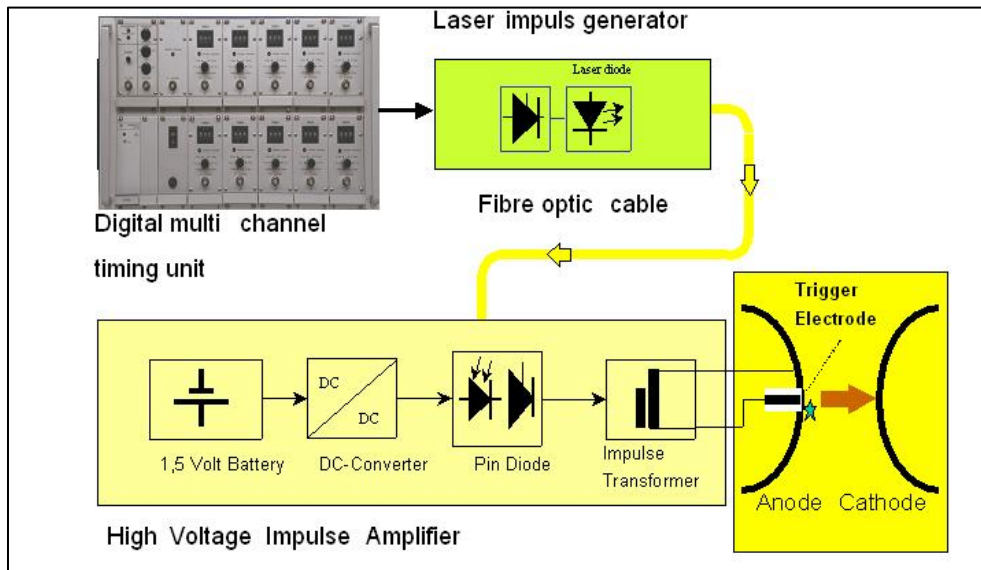 Laser impuls generator
Laser diode
Digital multi channel
timing unit
Fibre optic cable
Trigger
Electrode
DC
DC
1,5 Volt Battery
DC-Converter
Pin Diode
Impulse
Transformer
Anode Cathode
High Voltage Impulse Amplifier